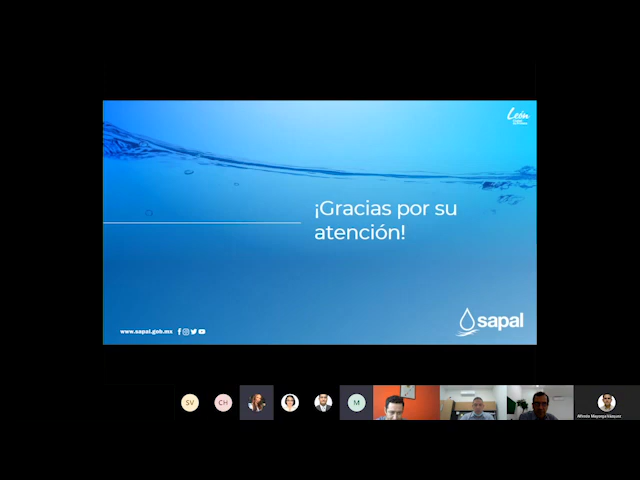 León
¡Gracias por su
atención!
www.sapal.gob.mx
sapal
SV
CH
M
Alfredo Mayorga Vázquez